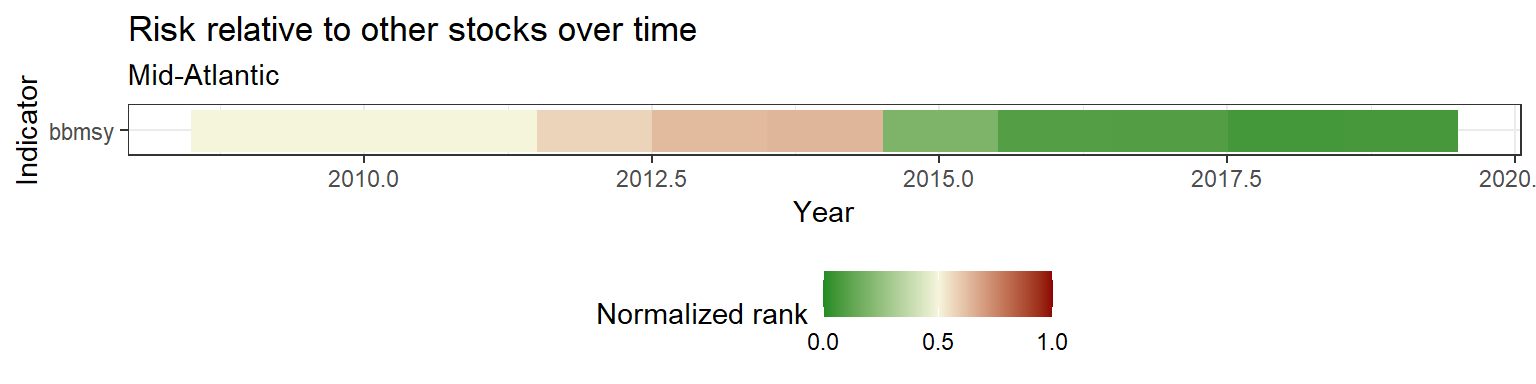 Risk relative to other stocks over time
Mid-Atlantic
Indicator
bbmsy
2010.0 2012.5 2015.0 2017.5 2020.
Year
Normalized rank
0.0 0.5 1.0